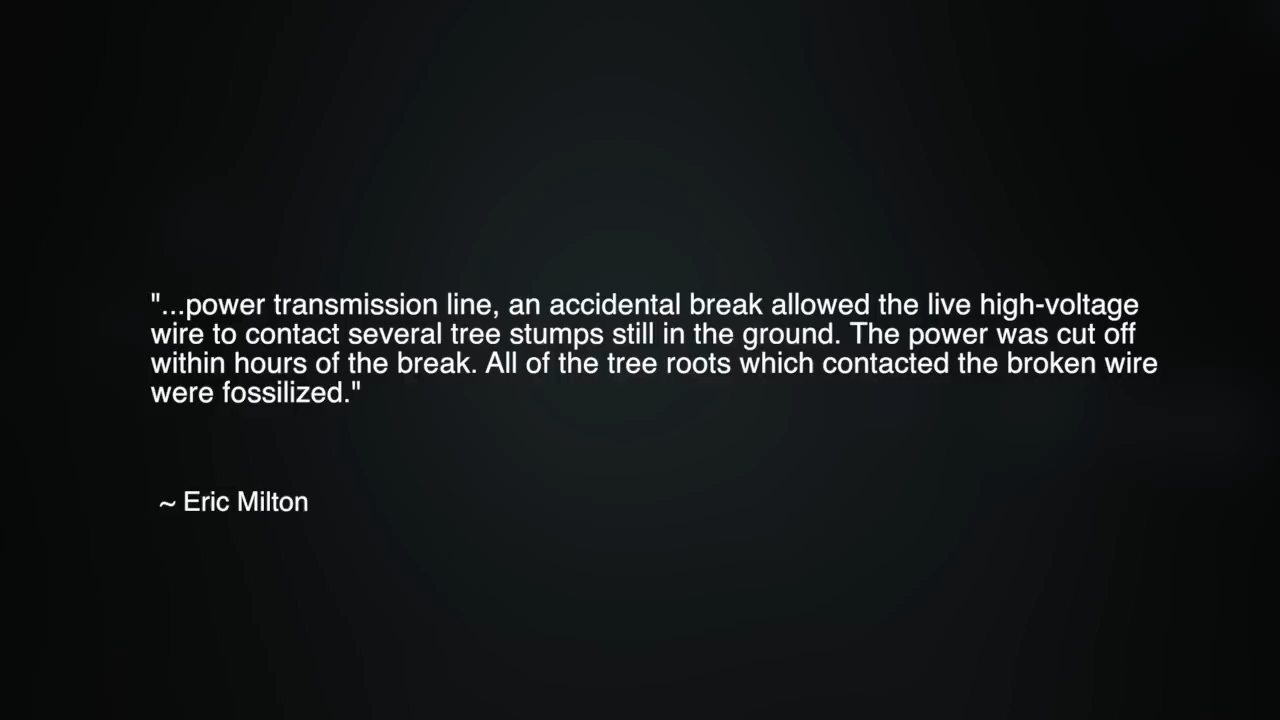 "...power transmission line, an accidental break allowed the live high-voltage
wire to contact several tree stumps still in the ground. The power was cut off
within hours of the break. All of the tree roots which contacted the broken wire
were fossilized."
~ Eric Milton